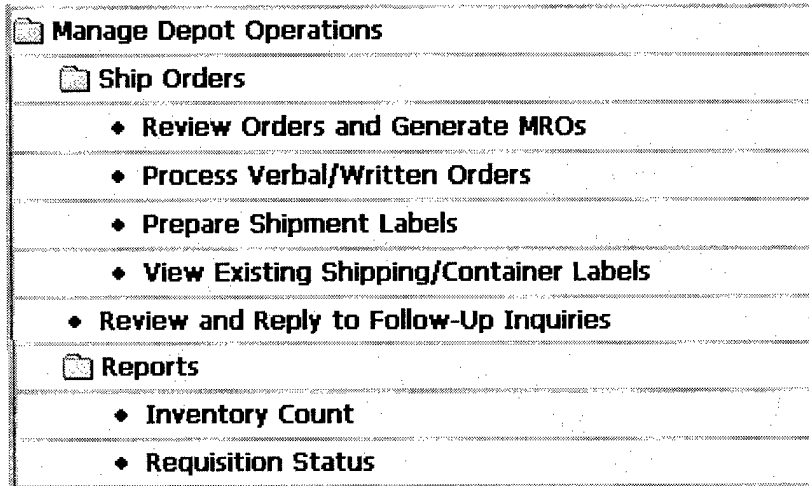 Manage Depot Operations
Ship Orders
Review Orders and Generate MROs
Process Verbal/Written Orders
Prepare Shipment Labels
View Existing Shipping/Container Labels
Review and Reply to Follow-Up Inquiries
Reports
Inventory Count
Requisition Status